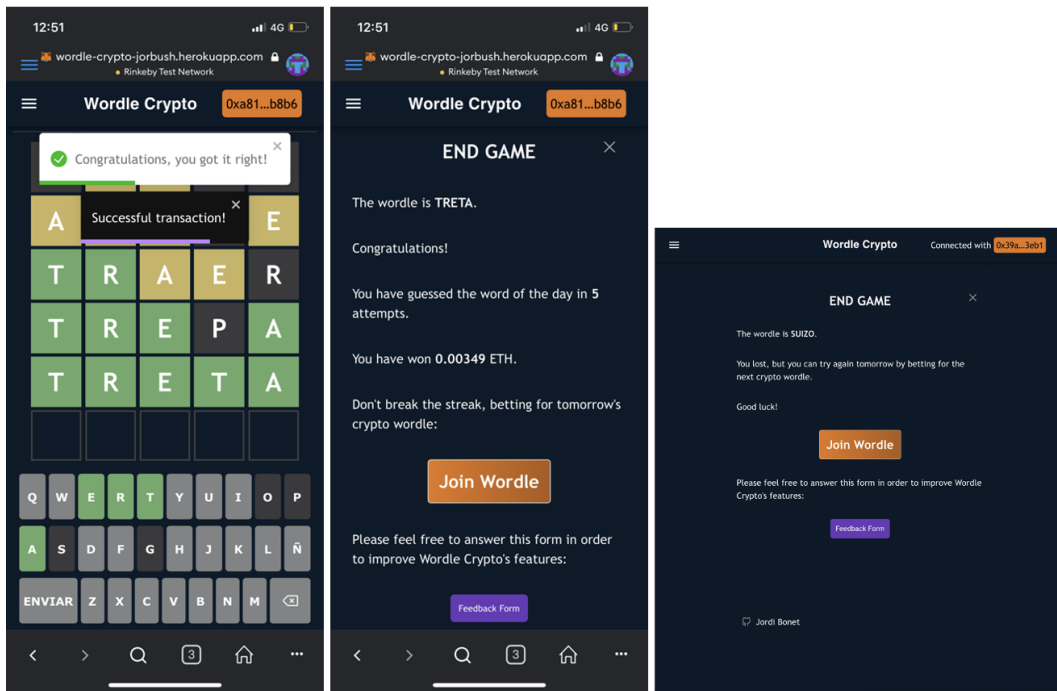 12:51
4G
wordle-crypto-jorbush.herokuapp.com
Rinkeby Test Network
Wordle Crypto
0xa81...b8b6
Congratulations, you got it right!
Successful transaction!
A E
T R A E R
T R E P A
T R E T A
Q W E R T Y U I O P
A S D F G H J K L Ñ
ENVIAR Z X C V B N M
3
12:51
4G
wordle-crypto-jorbush.herokuapp.com
Rinkeby Test Network
Wordle Crypto
0xa81...b8b6
END GAME
The wordle is TRETA.
Congratulations!
You have guessed the word of the day in 5
attempts.
You have won 0.00349 ETH.
Don't break the streak, betting for tomorrow's
crypto wordle:
Join Wordle
Please feel free to answer this form in order
to improve Wordle Crypto's features:
Feedback Form
3
Wordle Crypto
Connected with 0x39a...3eb1
END GAME
The wordle is SUIZO.
You lost, but you can try again tomorrow by betting for the
next crypto wordle.
Good luck!
Join Wordle
Please feel free to answer this form in order to improve Wordle
Crypto's features:
Feedback Form
Jordi Bonet